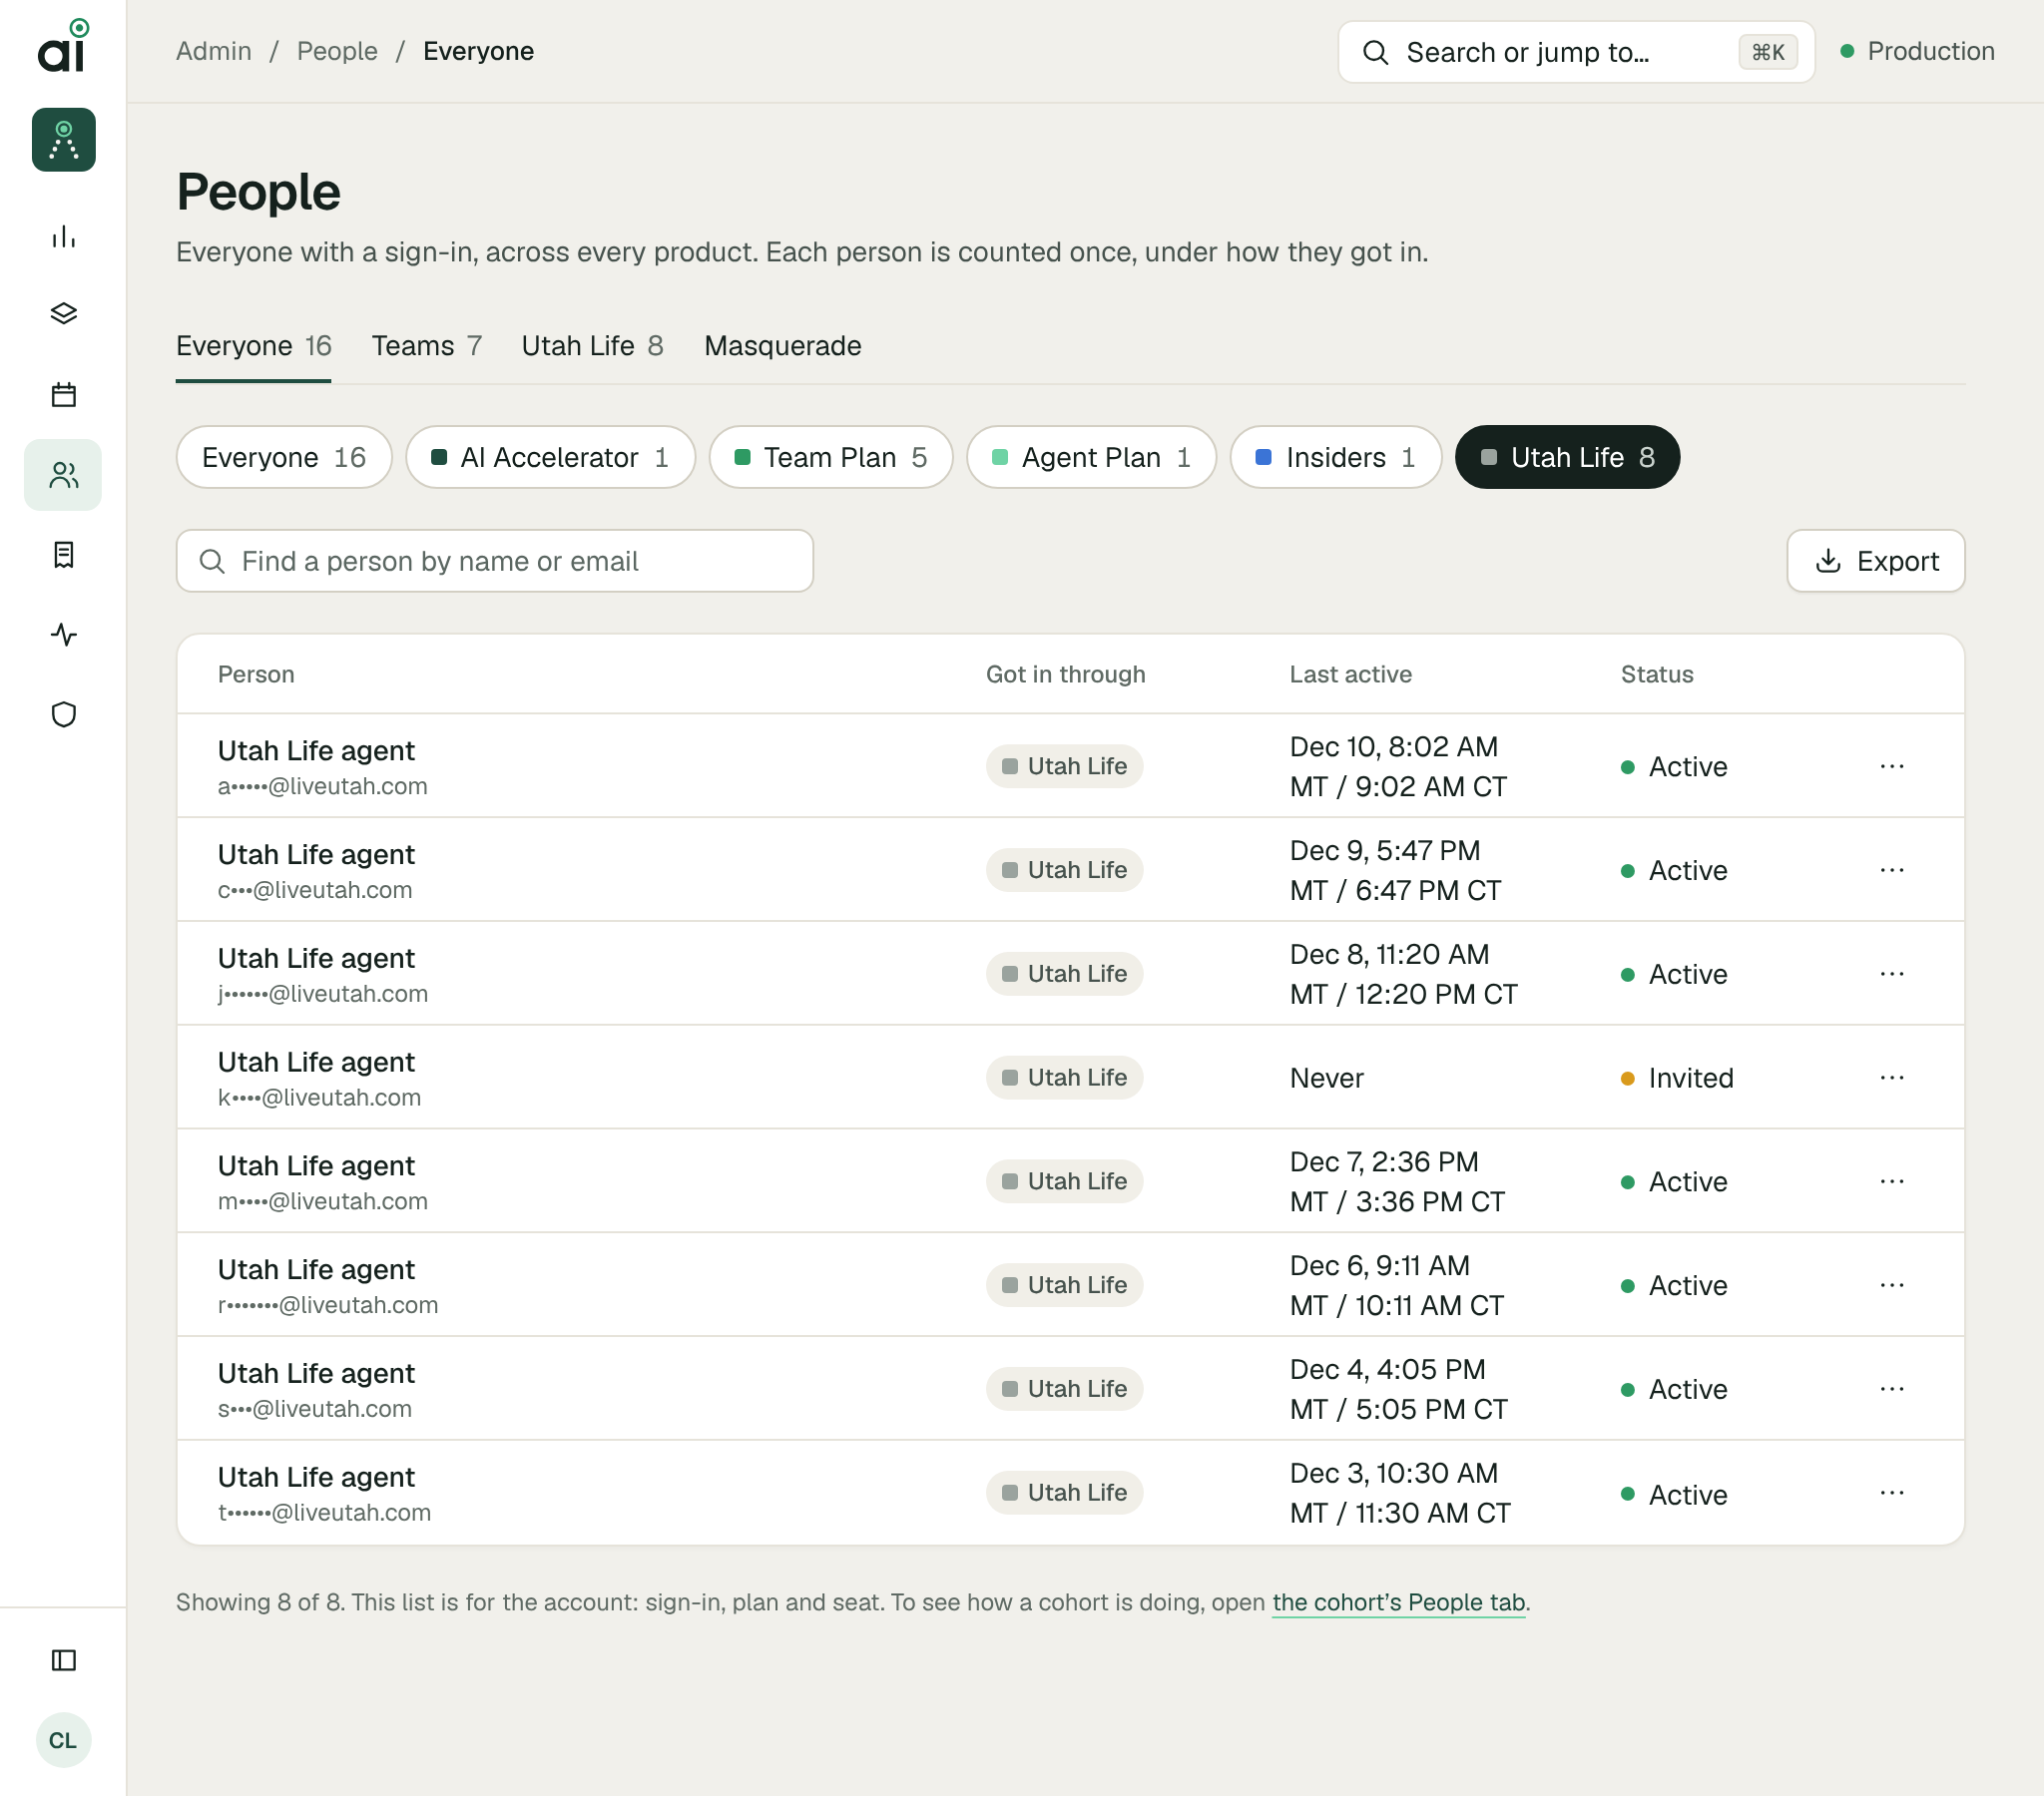 ai
Admin / People / Everyone
Search or jump to...
⌘K
Production
People
Everyone with a sign-in, across every product. Each person is counted once, under how they got in.
Everyone 16 Teams 7 Utah Life 8 Masquerade
Everyone 16 AI Accelerator 1 Team Plan 5 Agent Plan 1 Insiders 1 Utah Life 8
Find a person by name or email
Export
Person Got in through Last active Status
Utah Life agent
a•••••@liveutah.com
Utah Life
Dec 10, 8:02 AM
MT / 9:02 AM CT
Active
Utah Life agent
c•••@liveutah.com
Utah Life
Dec 9, 5:47 PM
MT / 6:47 PM CT
Active
Utah Life agent
j••••••@liveutah.com
Utah Life
Dec 8, 11:20 AM
MT / 12:20 PM CT
Active
Utah Life agent
k••••@liveutah.com
Utah Life
Never
Invited
Utah Life agent
m••••@liveutah.com
Utah Life
Dec 7, 2:36 PM
MT / 3:36 PM CT
Active
Utah Life agent
r•••••••@liveutah.com
Utah Life
Dec 6, 9:11 AM
MT / 10:11 AM CT
Active
Utah Life agent
s•••@liveutah.com
Utah Life
Dec 4, 4:05 PM
MT / 5:05 PM CT
Active
Utah Life agent
t••••••@liveutah.com
Utah Life
Dec 3, 10:30 AM
MT / 11:30 AM CT
Active
Showing 8 of 8. This list is for the account: sign-in, plan and seat. To see how a cohort is doing, open the cohort’s People tab.
CL